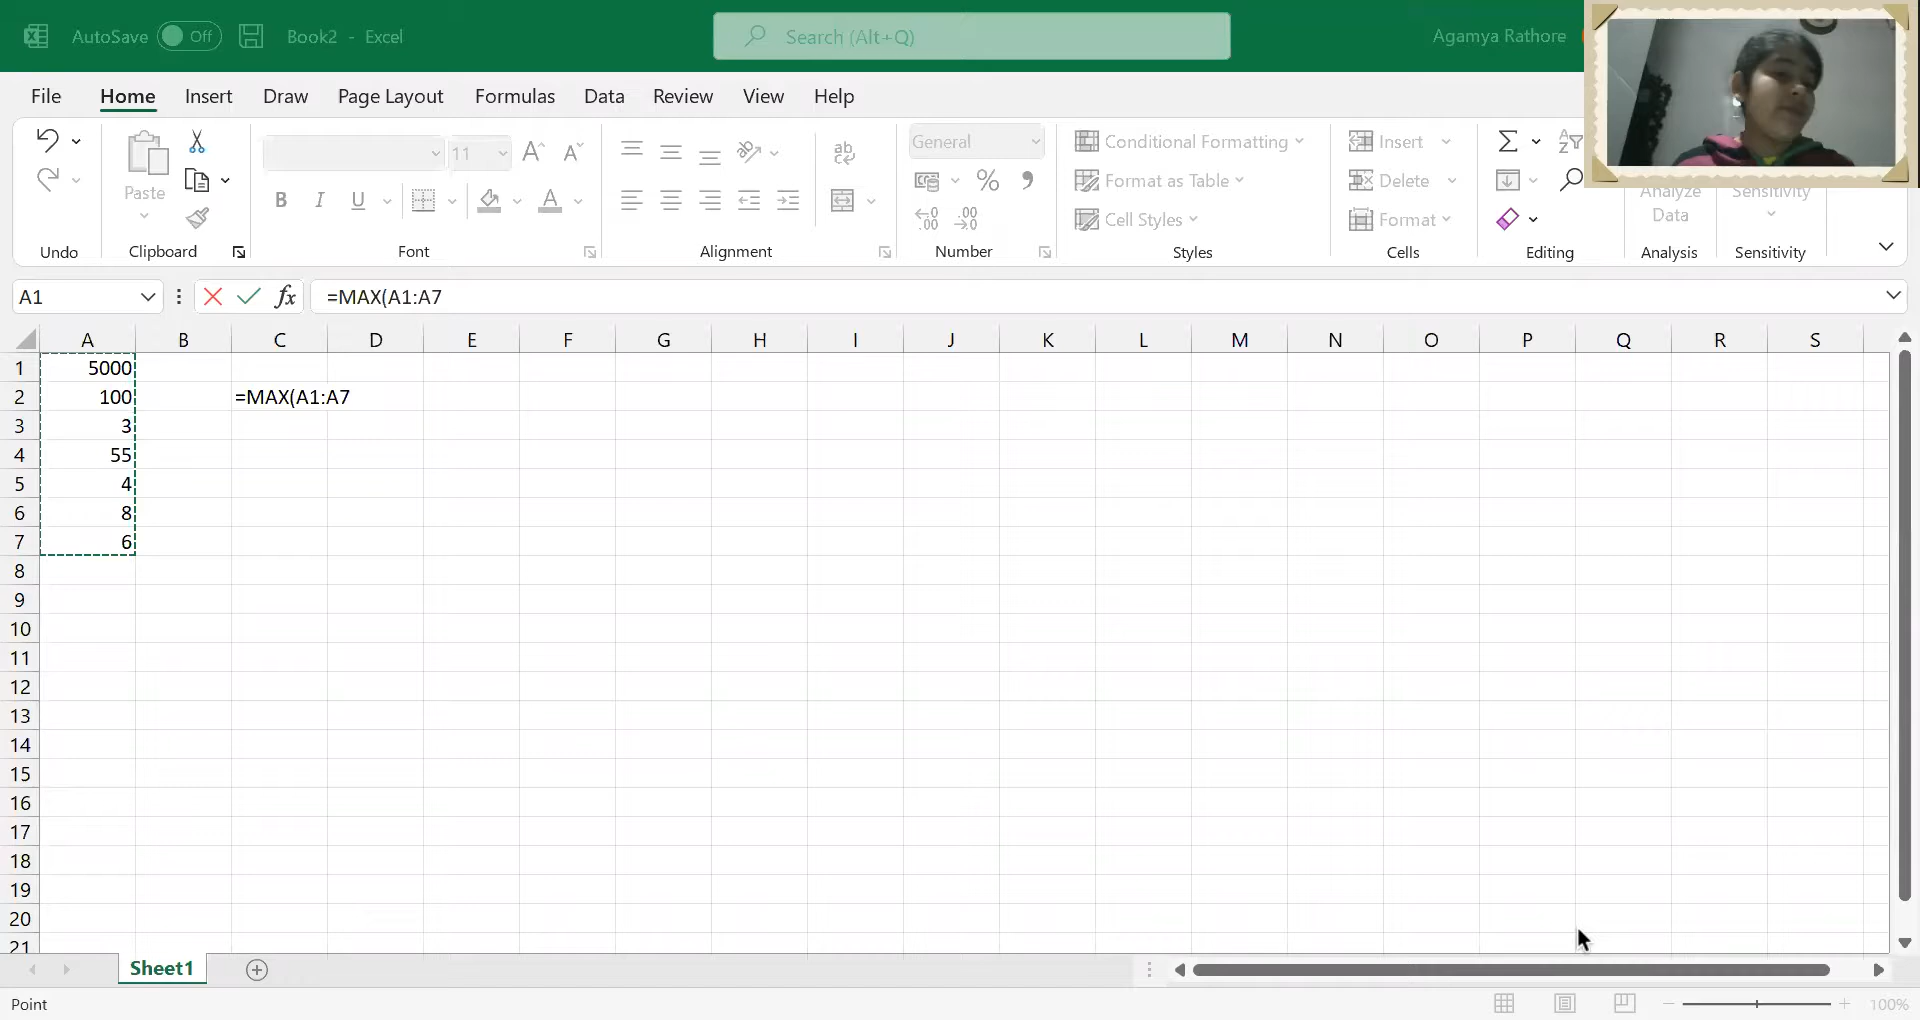 AutoSave Off Book2 - Excel Search (Alt+Q) Agamya Rathore
File Home Insert Draw Page Layout Formulas Data Review View Help
Paste 11 General Conditional Formatting Insert
B I U Format as Table Delete
Cell Styles Format Analyze Data Sensitivity
Undo Clipboard Font Alignment Number Styles Cells Editing Analysis Sensitivity
A1 fx =MAX(A1:A7
A B C D E F G H I J K L M N O P Q R S
1 5000
2 100 =MAX(A1:A7
3 3
4 55
5 4
6 8
7 6
8
9
10
11
12
13
14
15
16
17
18
19
20
21
Sheet1
Point 100%